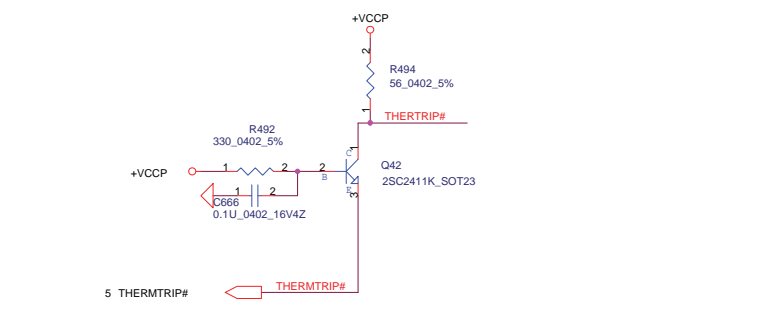 +VCCP
2
R494
56_0402_5%
1
THERTRIP#
R492
330_0402_5%
1
C
Q42
+VCCP
1
2
2
B
2SC2411K_SOT23
E
3
1
2
C666
0.1U_0402_16V4Z
THERMTRIP#
5 THERMTRIP#